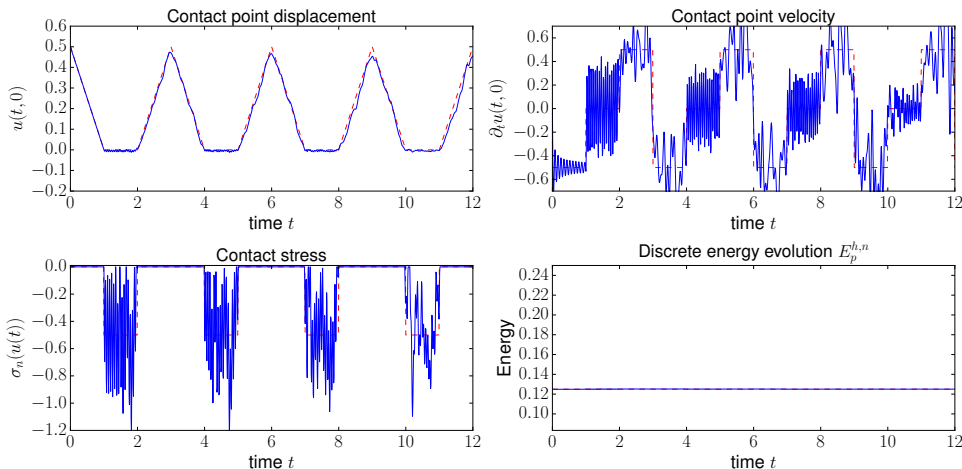 Contact point displacement
0.6
0.5
0.4
0.3
0.2
0.1
0.0
−0.1
−0.2
u(t, 0)
0 2 4 6 8 10 12
time t
Contact point velocity
0.6
0.4
0.2
0.0
−0.2
−0.4
−0.6
∂ₜu(t, 0)
0 2 4 6 8 10 12
time t
Contact stress
0.0
−0.2
−0.4
−0.6
−0.8
−1.0
−1.2
σₙ(u(t))
0 2 4 6 8 10 12
time t
Discrete energy evolution E_p^{h,n}
0.24
0.22
0.20
0.18
0.16
0.14
0.12
0.10
Energy
0 2 4 6 8 10 12
time t